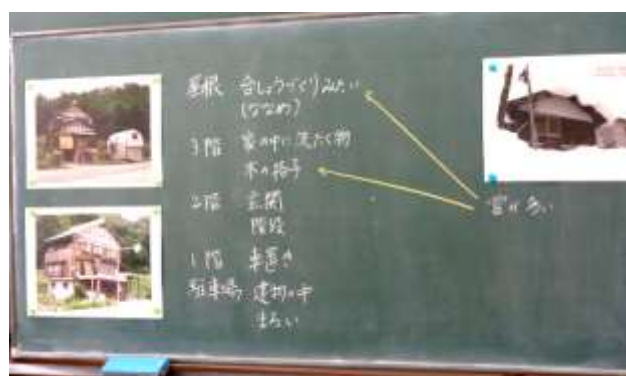 屋根 合しょうづくりみたい
(ななめ)
3階 家の中に洗たく物
木の格子
2階 玄関
階段
1階 車置き
駐車場 建物の中
まるい
雪が多い